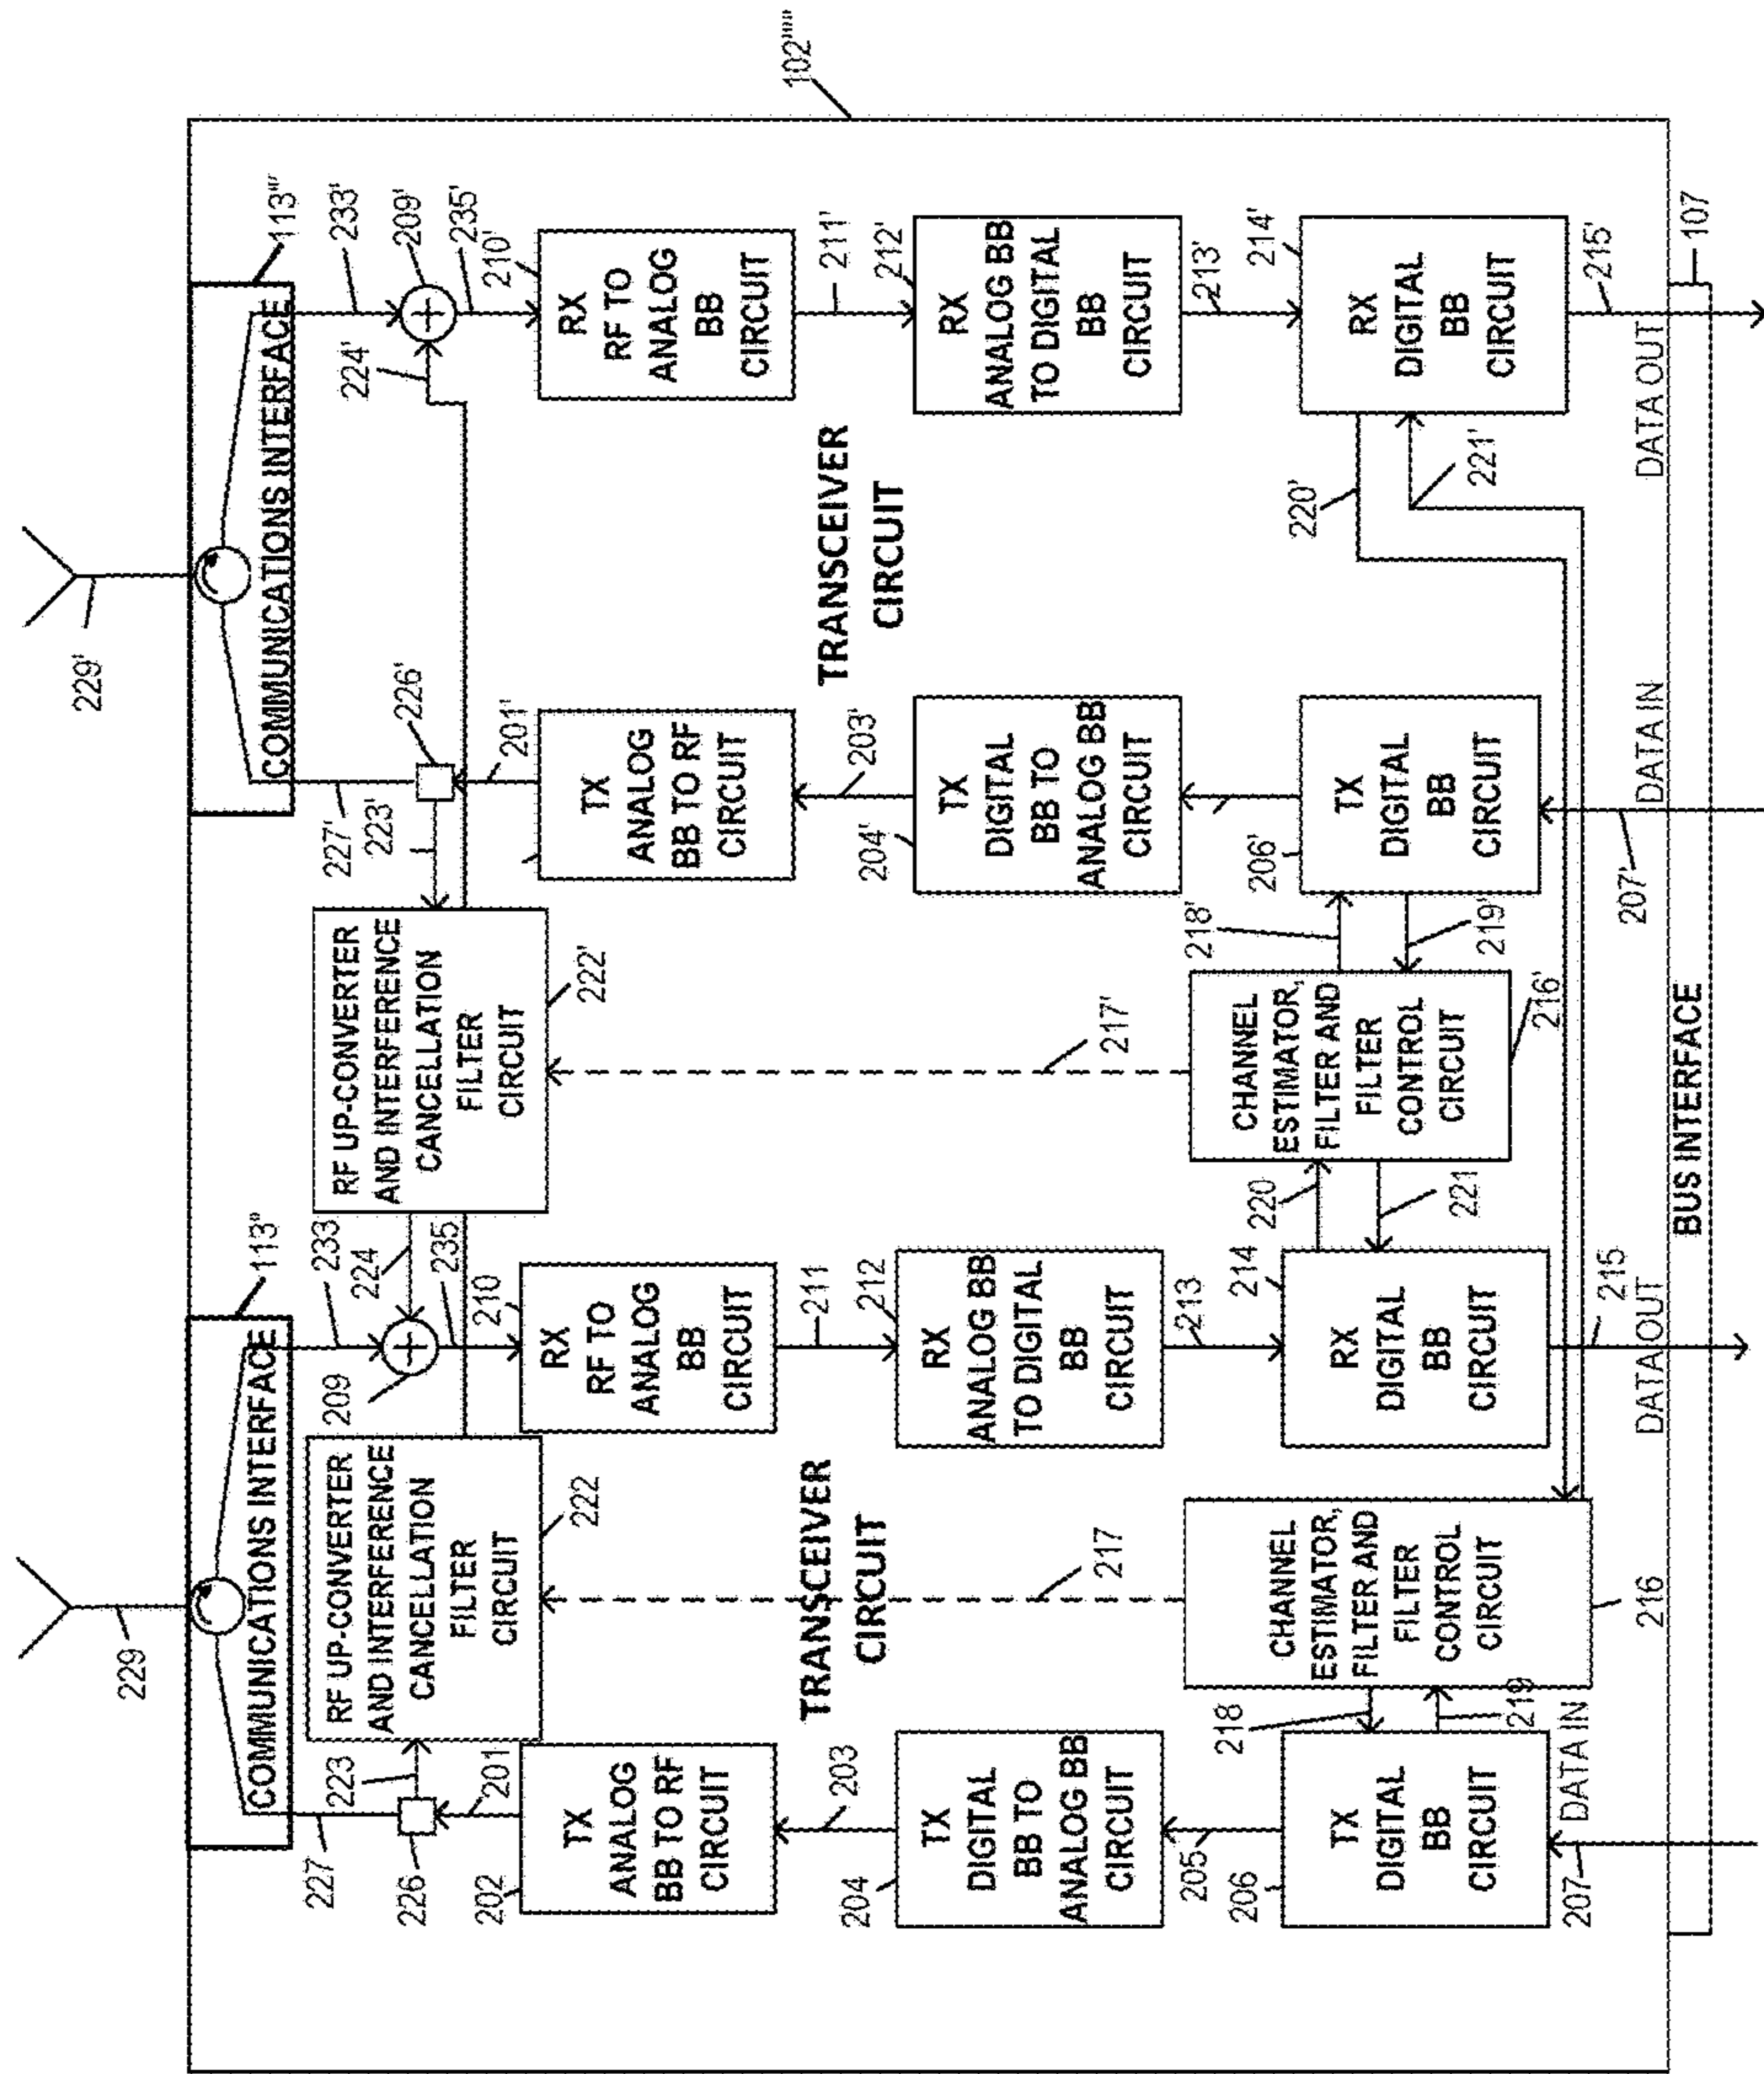 102""'
229
229'
113"
113"'
COMMUNICATIONS INTERFACE
COMMUNICATIONS INTERFACE
227
223
226
201
233
224
209
235
227'
223'
226'
201'
233'
224'
209'
235'
RF UP-CONVERTER
AND INTERFERENCE
CANCELLATION
FILTER
CIRCUIT
222
RF UP-CONVERTER
AND INTERFERENCE
CANCELLATION
FILTER
CIRCUIT
222'
202
TX
ANALOG
BB TO RF
CIRCUIT
210
RX
RF TO
ANALOG
BB
CIRCUIT
TX
ANALOG
BB TO RF
CIRCUIT
210'
RX
RF TO
ANALOG
BB
CIRCUIT
203
211
203'
211'
TRANSCEIVER
CIRCUIT
TRANSCEIVER
CIRCUIT
217
217'
204
TX
DIGITAL
BB TO
ANALOG BB
CIRCUIT
212
RX
ANALOG BB
TO DIGITAL
BB
CIRCUIT
204'
TX
DIGITAL
BB TO
ANALOG BB
CIRCUIT
212'
RX
ANALOG BB
TO DIGITAL
BB
CIRCUIT
205
213
213'
206
TX
DIGITAL
BB
CIRCUIT
218
219
CHANNEL
ESTIMATOR,
FILTER AND
FILTER
CONTROL
CIRCUIT
216
214
RX
DIGITAL
BB
CIRCUIT
220
221
CHANNEL
ESTIMATOR,
FILTER AND
FILTER
CONTROL
CIRCUIT
216'
218'
219'
206'
TX
DIGITAL
BB
CIRCUIT
220'
221'
214'
RX
DIGITAL
BB
CIRCUIT
207
DATA IN
215
DATA OUT
207'
DATA IN
215'
DATA OUT
BUS INTERFACE
107